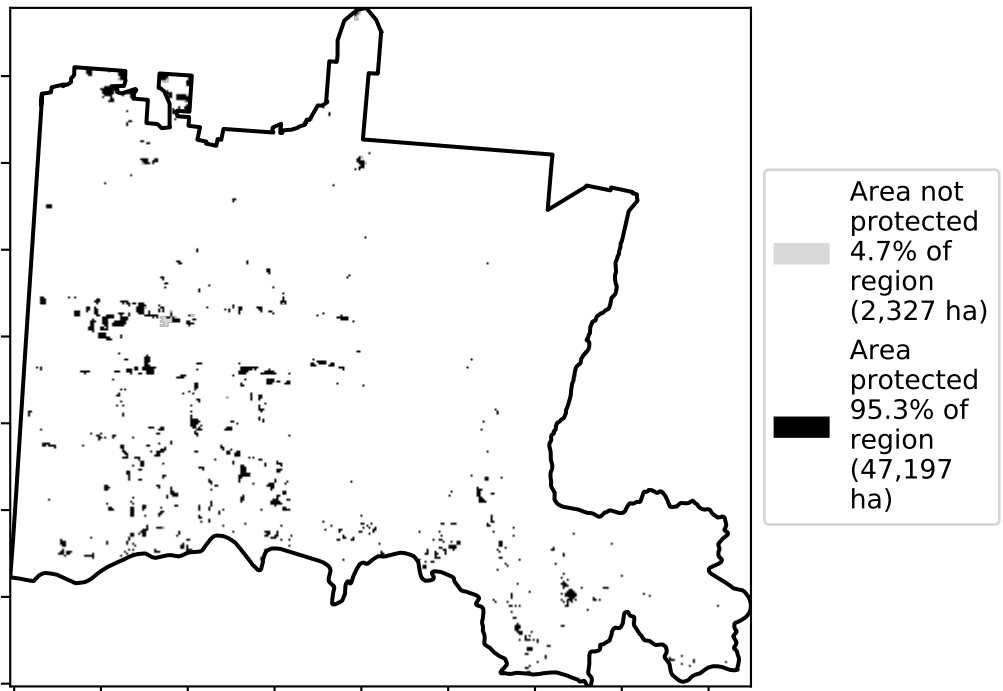 Area not
protected
4.7% of
region
(2,327 ha)
Area
protected
95.3% of
region
(47,197
ha)